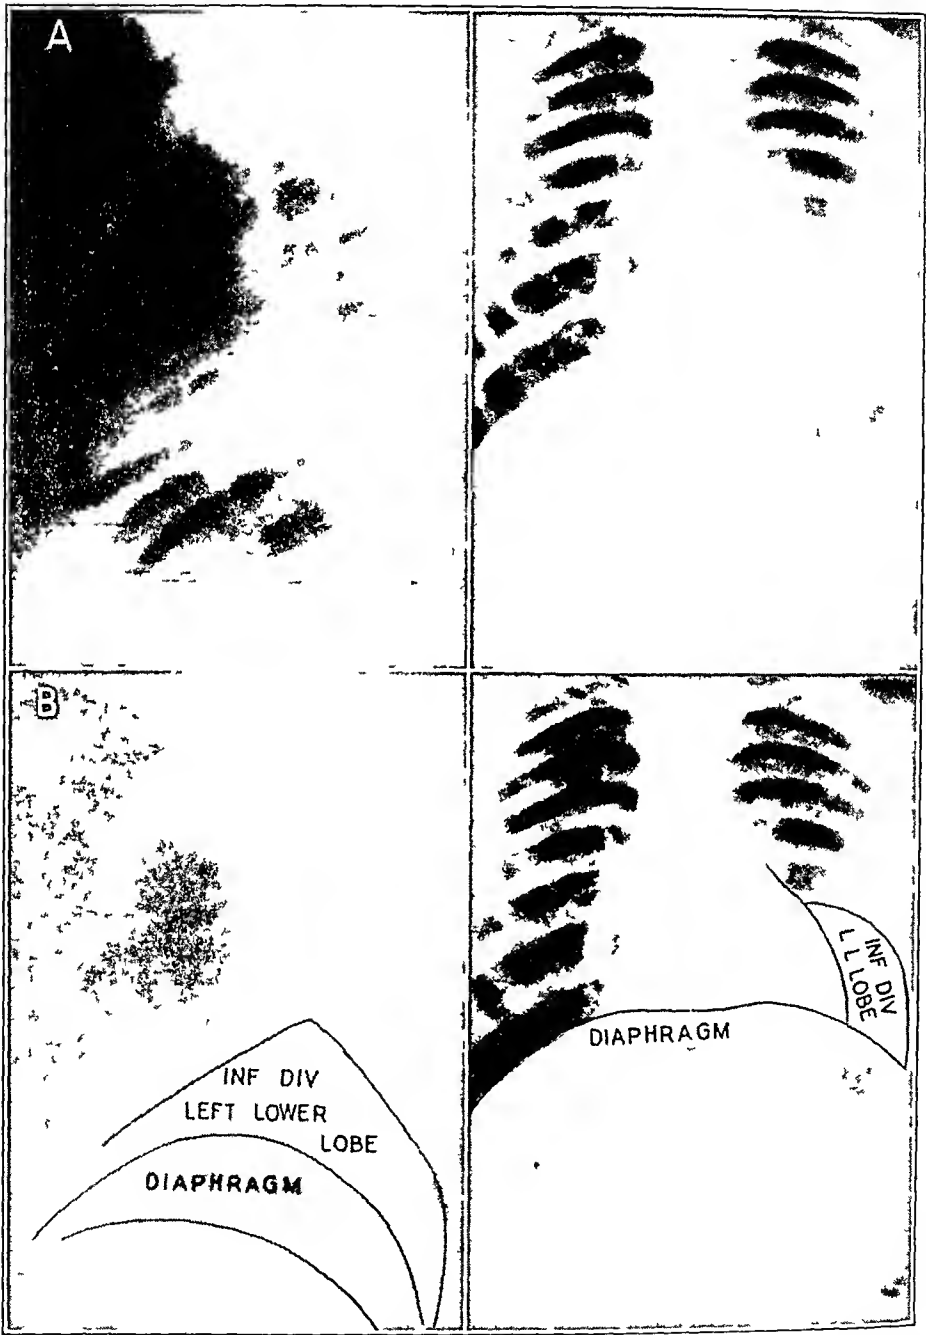 A
B
INF DIV
LEFT LOWER
LOBE
DIAPHRAGM
INF DIV
L L LOBE
DIAPHRAGM